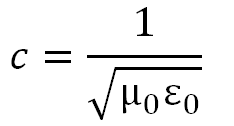 c = 1 / √(μ₀ε₀)